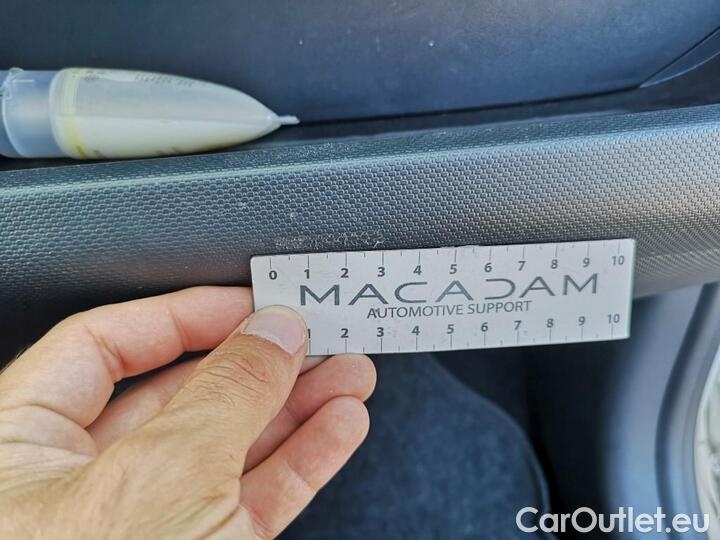 0 1 2 3 4 5 6 7 8 9 10
MACADAM
AUTOMOTIVE SUPPORT
1 2 3 4 5 6 7 8 9 10
CarOutlet.eu